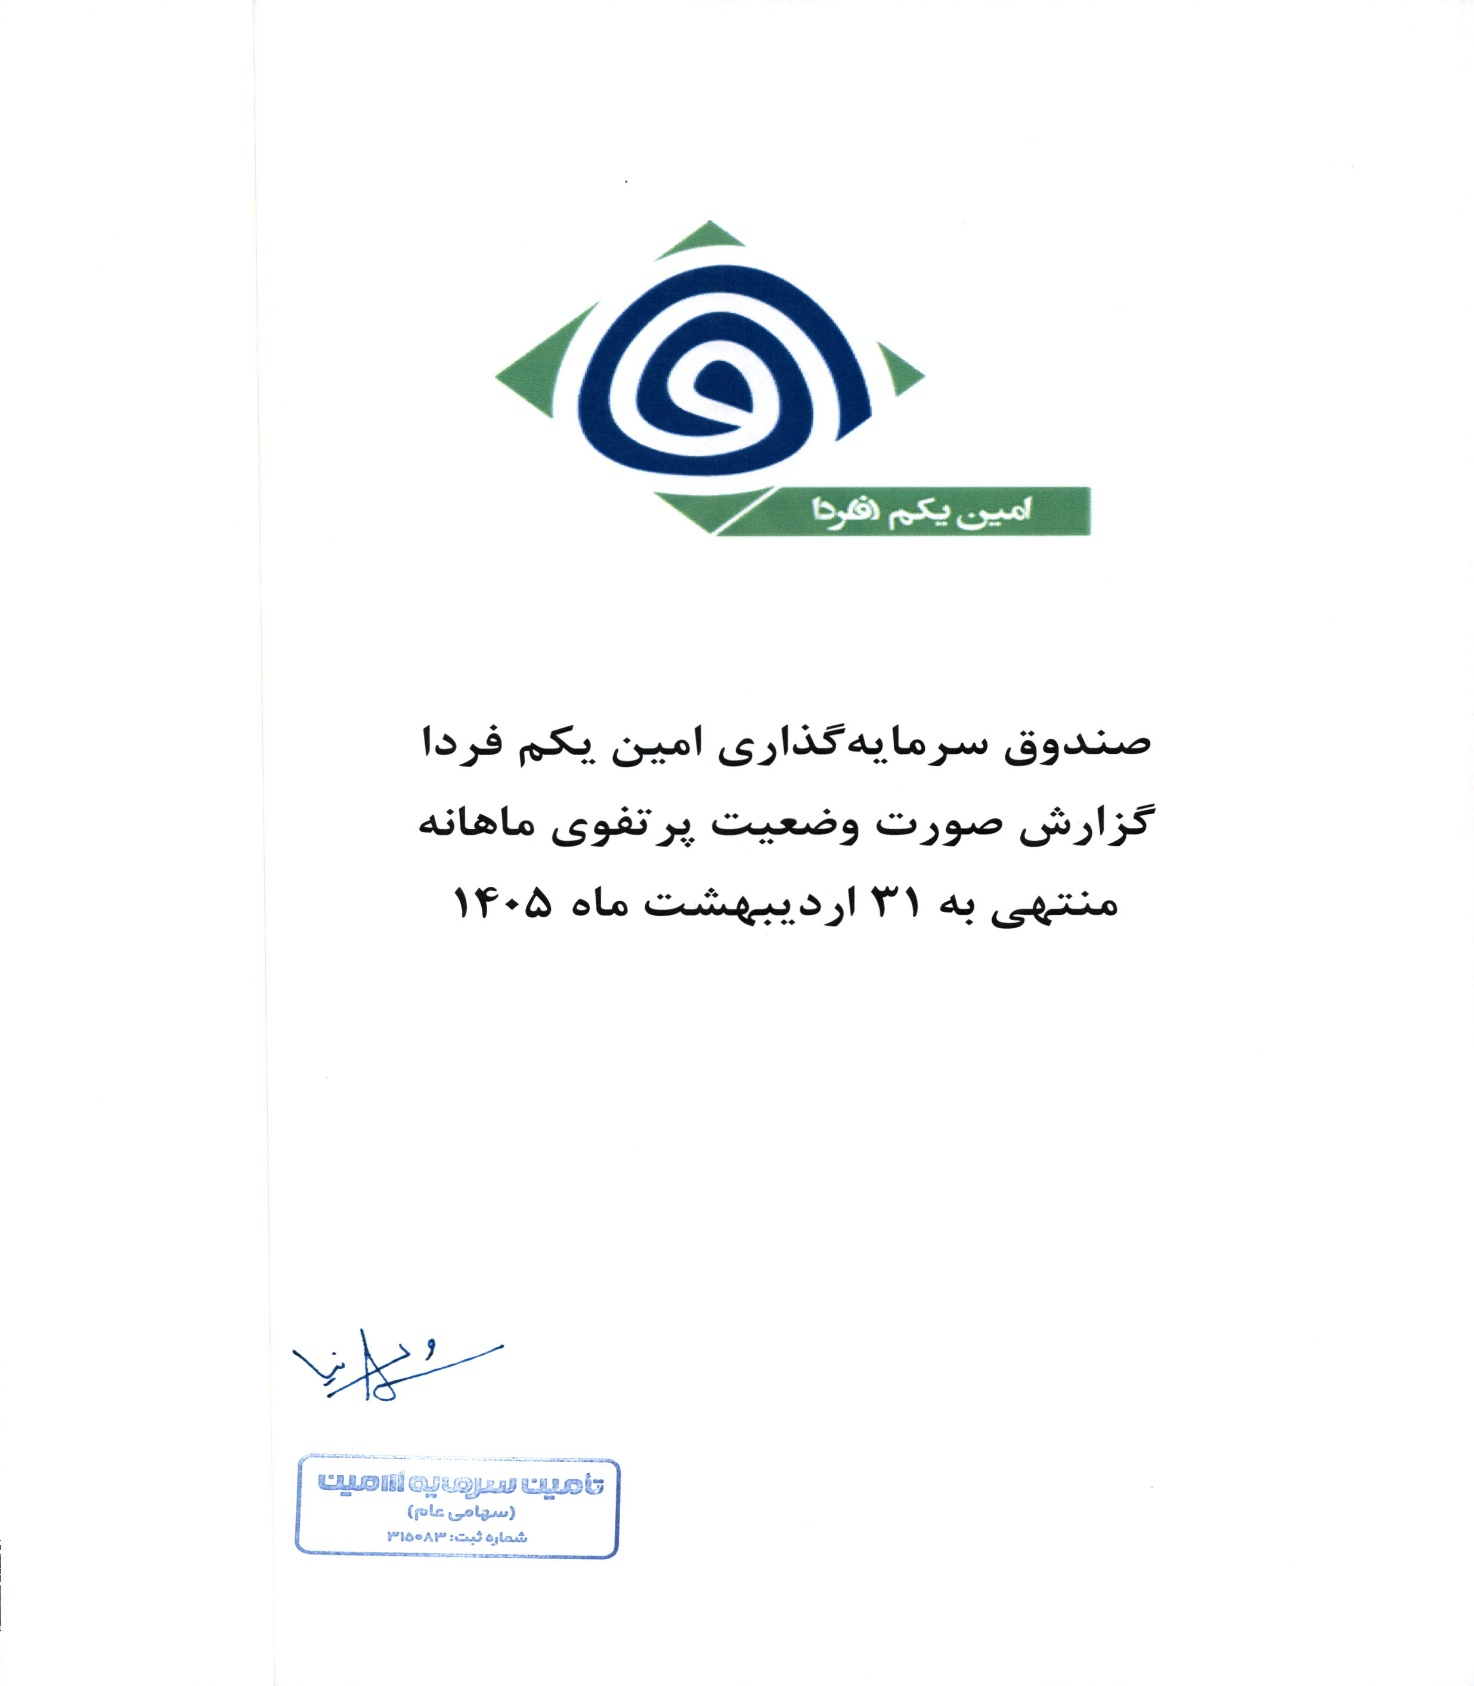 امین یکم فردا
صندوق سرمایه‌گذاری امین یکم فردا
گزارش صورت وضعیت پرتفوی ماهانه
منتهی به ۳۱ اردیبهشت ماه ۱۴۰۵
تامین سرمایه امین
(سهامی عام)
شماره ثبت: ۳۱۵۰۸۳